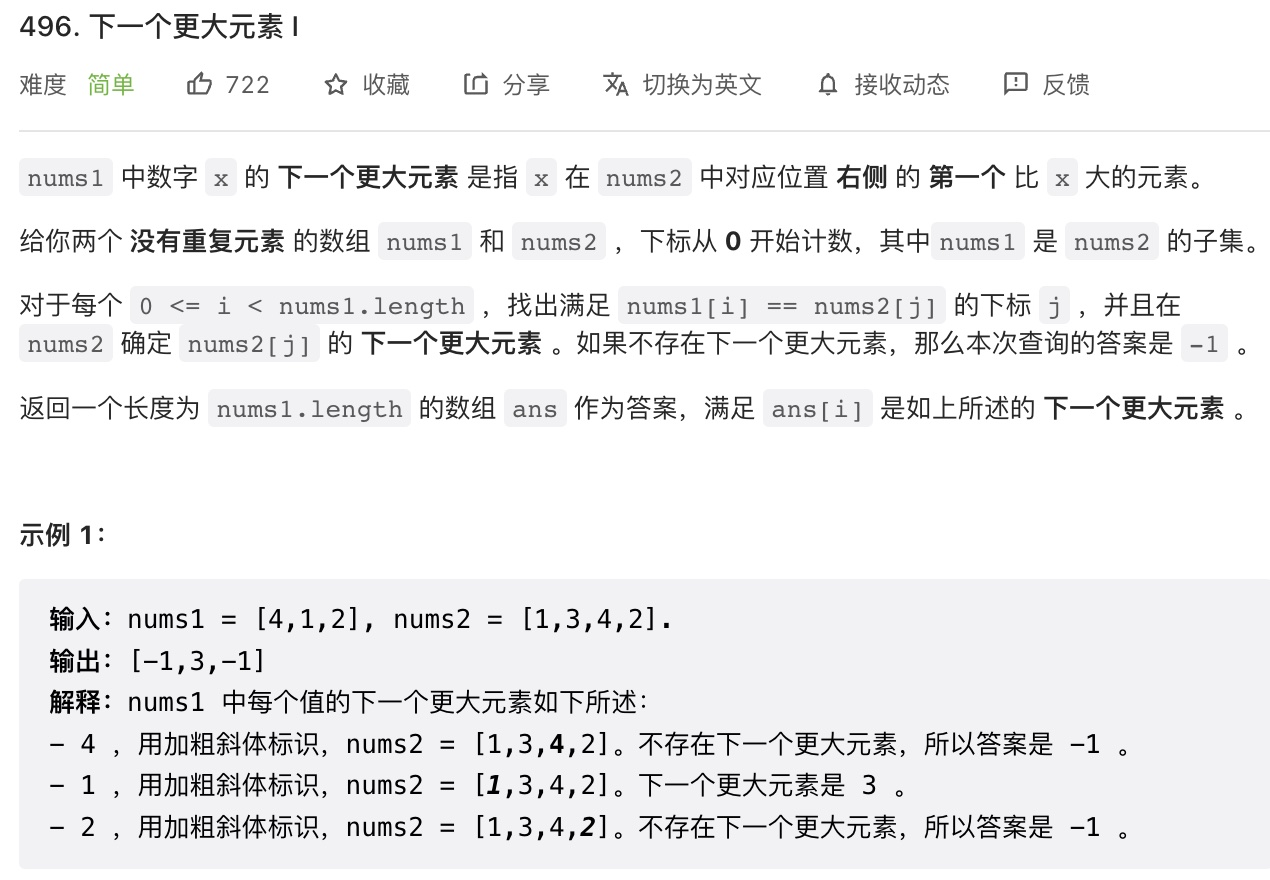 496. 下一个更大元素 I
难度 简单 722 收藏 分享 切换为英文 接收动态 反馈
nums1 中数字 x 的 下一个更大元素 是指 x 在 nums2 中对应位置 右侧 的 第一个 比 x 大的元素。
给你两个 没有重复元素 的数组 nums1 和 nums2 ，下标从 0 开始计数，其中nums1 是 nums2 的子集。
对于每个 0 <= i < nums1.length ，找出满足 nums1[i] == nums2[j] 的下标 j ，并且在
nums2 确定 nums2[j] 的 下一个更大元素 。如果不存在下一个更大元素，那么本次查询的答案是 -1 。
返回一个长度为 nums1.length 的数组 ans 作为答案，满足 ans[i] 是如上所述的 下一个更大元素 。
示例 1：
输入：nums1 = [4,1,2], nums2 = [1,3,4,2].
输出：[-1,3,-1]
解释：nums1 中每个值的下一个更大元素如下所述：
- 4 ，用加粗斜体标识，nums2 = [1,3,4,2]。不存在下一个更大元素，所以答案是 -1 。
- 1 ，用加粗斜体标识，nums2 = [1,3,4,2]。下一个更大元素是 3 。
- 2 ，用加粗斜体标识，nums2 = [1,3,4,2]。不存在下一个更大元素，所以答案是 -1 。